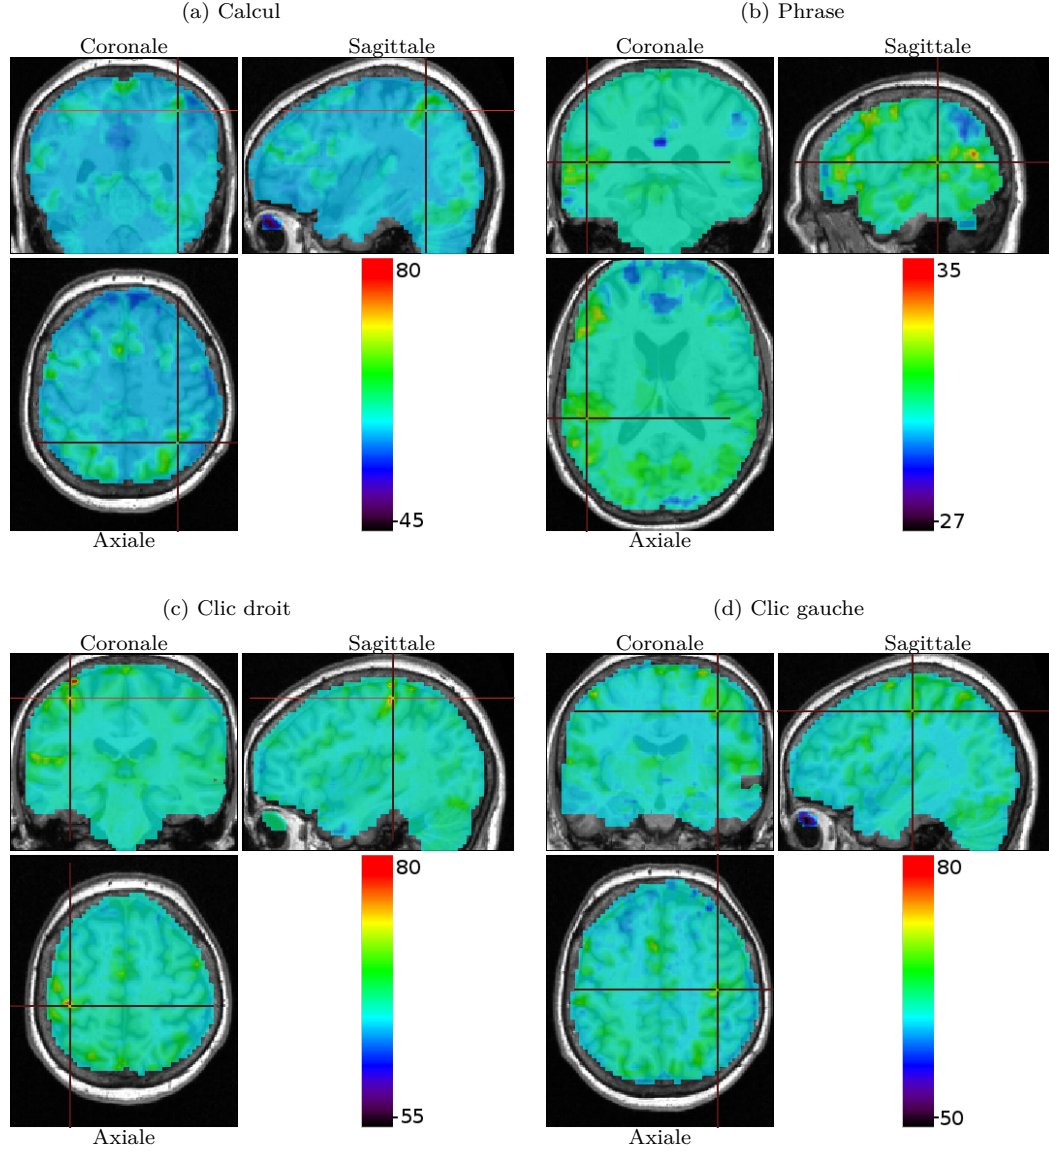 (a) Calcul
(b) Phrase
Coronale
Sagittale
Coronale
Sagittale
80
-45
35
-27
Axiale
Axiale
(c) Clic droit
(d) Clic gauche
Coronale
Sagittale
Coronale
Sagittale
80
-55
80
-50
Axiale
Axiale